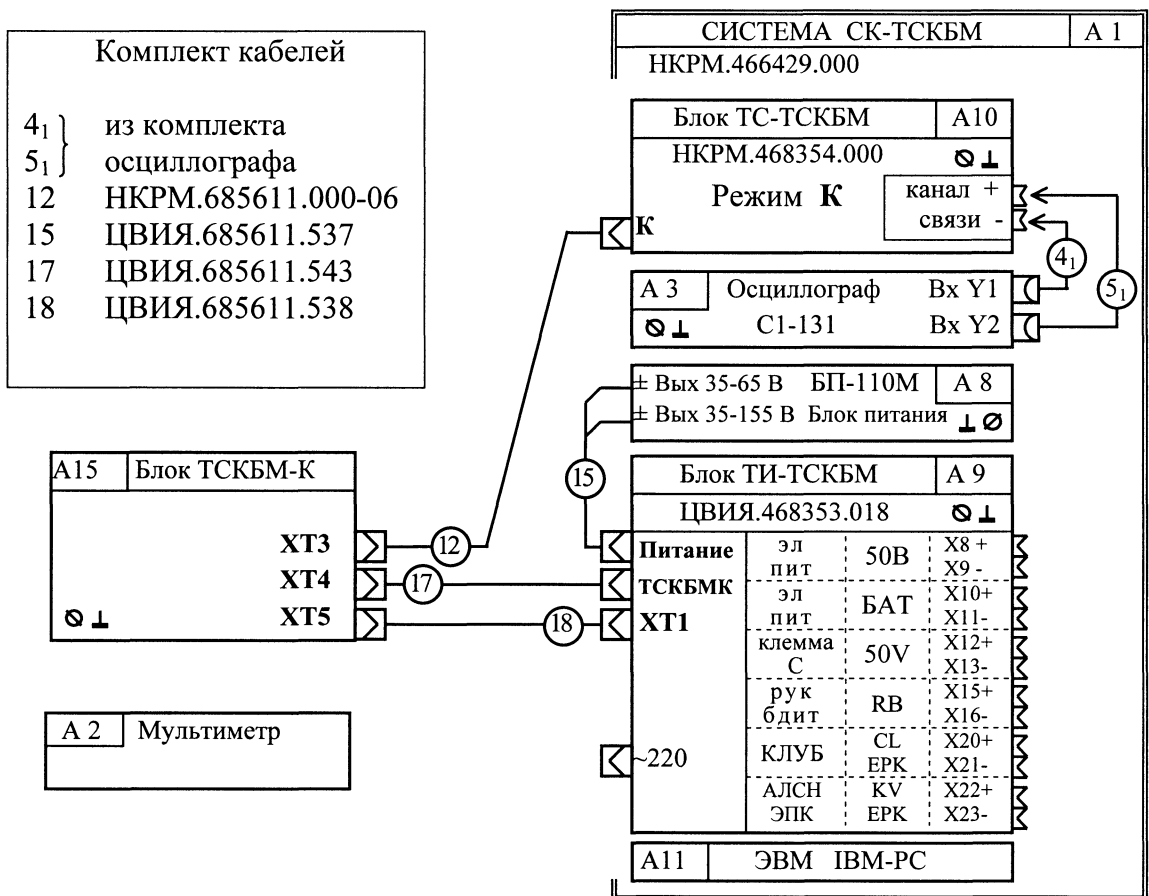 Комплект кабелей
4₁ } из комплекта
5₁ } осциллографа
12 НКРМ.685611.000-06
15 ЦВИЯ.685611.537
17 ЦВИЯ.685611.543
18 ЦВИЯ.685611.538
СИСТЕМА СК-ТСКБМ А 1
НКРМ.466429.000
Блок ТС-ТСКБМ А10
НКРМ.468354.000
Режим К
канал +
связи -
К
4₁
5₁
А 3 Осциллограф Вх Y1
С1-131 Вх Y2
± Вых 35-65 В БП-110М А 8
± Вых 35-155 В Блок питания
15
А15 Блок ТСКБМ-К
ХТ3
ХТ4
ХТ5
12
17
18
Блок ТИ-ТСКБМ А 9
ЦВИЯ.468353.018
Питание
ТСКБМК
ХТ1
~220
эл пит 50В Х8 +
Х9 -
эл пит БАТ Х10+
Х11-
клемма С 50V Х12+
Х13-
рук бдит RB Х15+
Х16-
КЛУБ CL EPK Х20+
Х21-
АЛСН ЭПК KV EPK Х22+
Х23-
А 2 Мультиметр
А11 ЭВМ IBM-PC